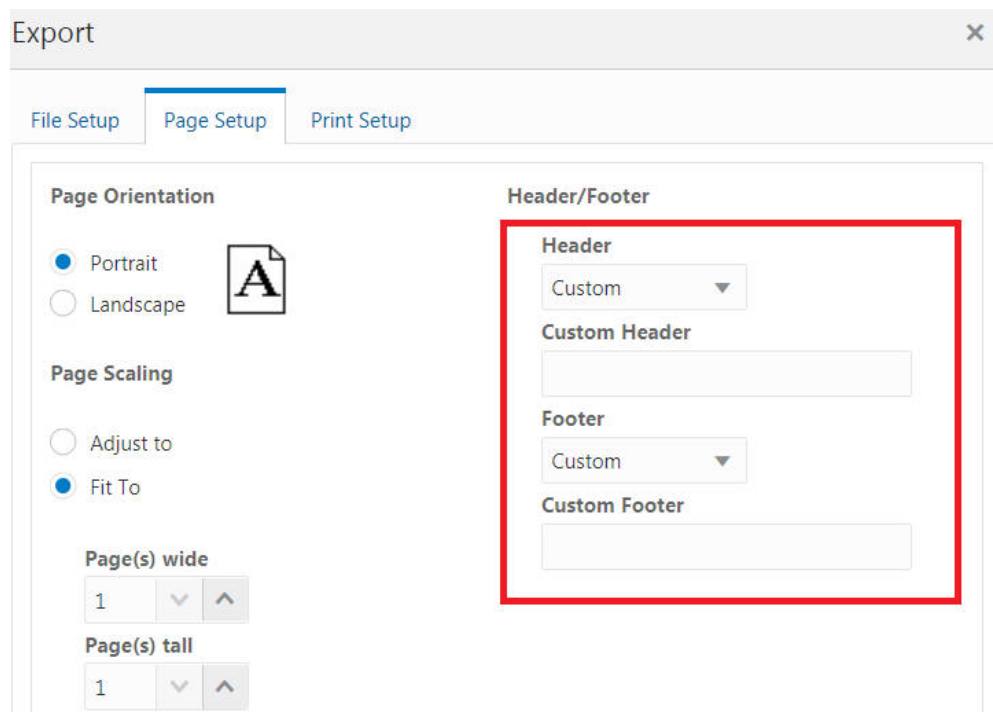 Export
File Setup
Page Setup
Print Setup
Page Orientation
Portrait
Landscape
A
Page Scaling
Adjust to
Fit To
Page(s) wide
1
Page(s) tall
1
Header/Footer
Header
Custom
Custom Header
Footer
Custom
Custom Footer